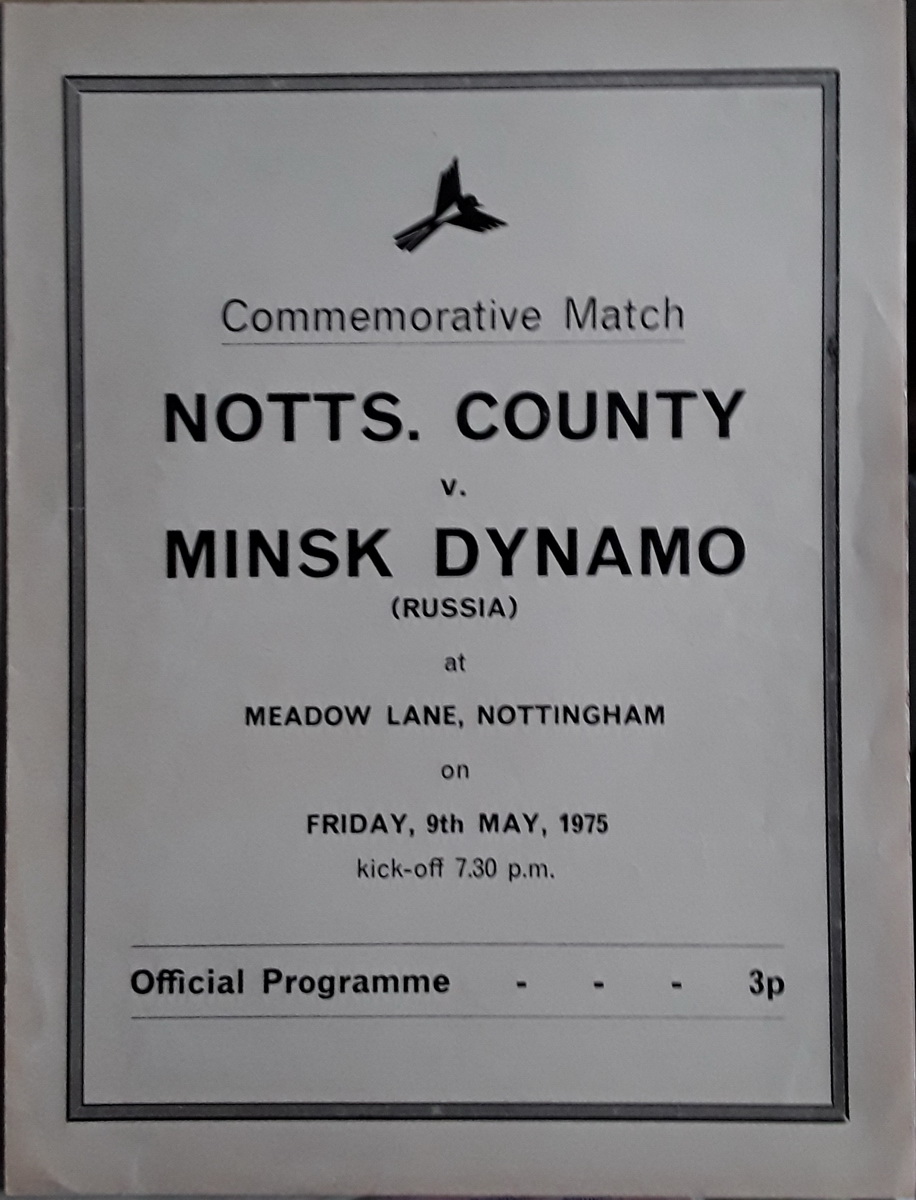 Commemorative Match
NOTTS. COUNTY
v.
MINSK DYNAMO
(RUSSIA)
at
MEADOW LANE, NOTTINGHAM
on
FRIDAY, 9th MAY, 1975
kick-off 7.30 p.m.
Official Programme - - - 3p